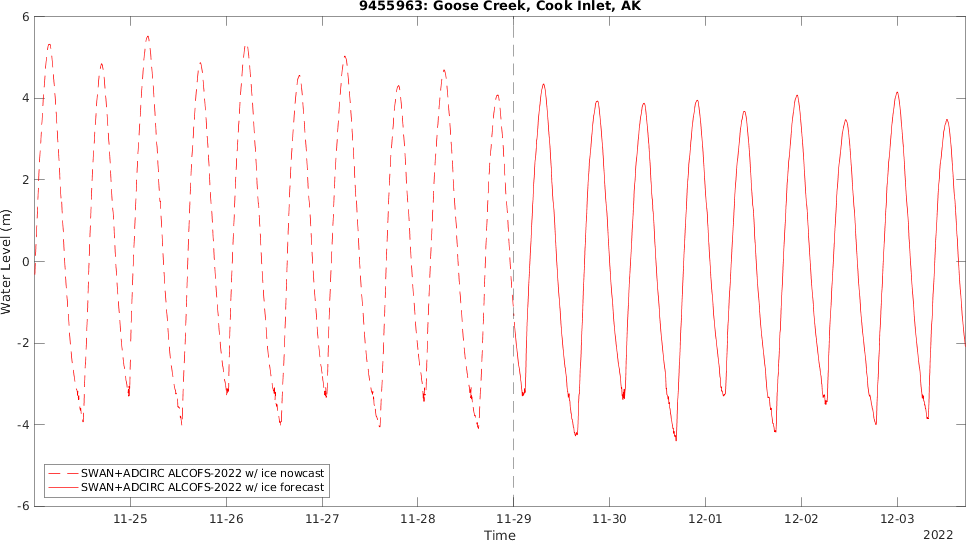 9455963: Goose Creek, Cook Inlet, AK
6
4
2
0
-2
-4
-6
Water Level (m)
SWAN+ADCIRC ALCOFS-2022 w/ ice nowcast
SWAN+ADCIRC ALCOFS-2022 w/ ice forecast
11-25 11-26 11-27 11-28 11-29 11-30 12-01 12-02 12-03
Time
2022